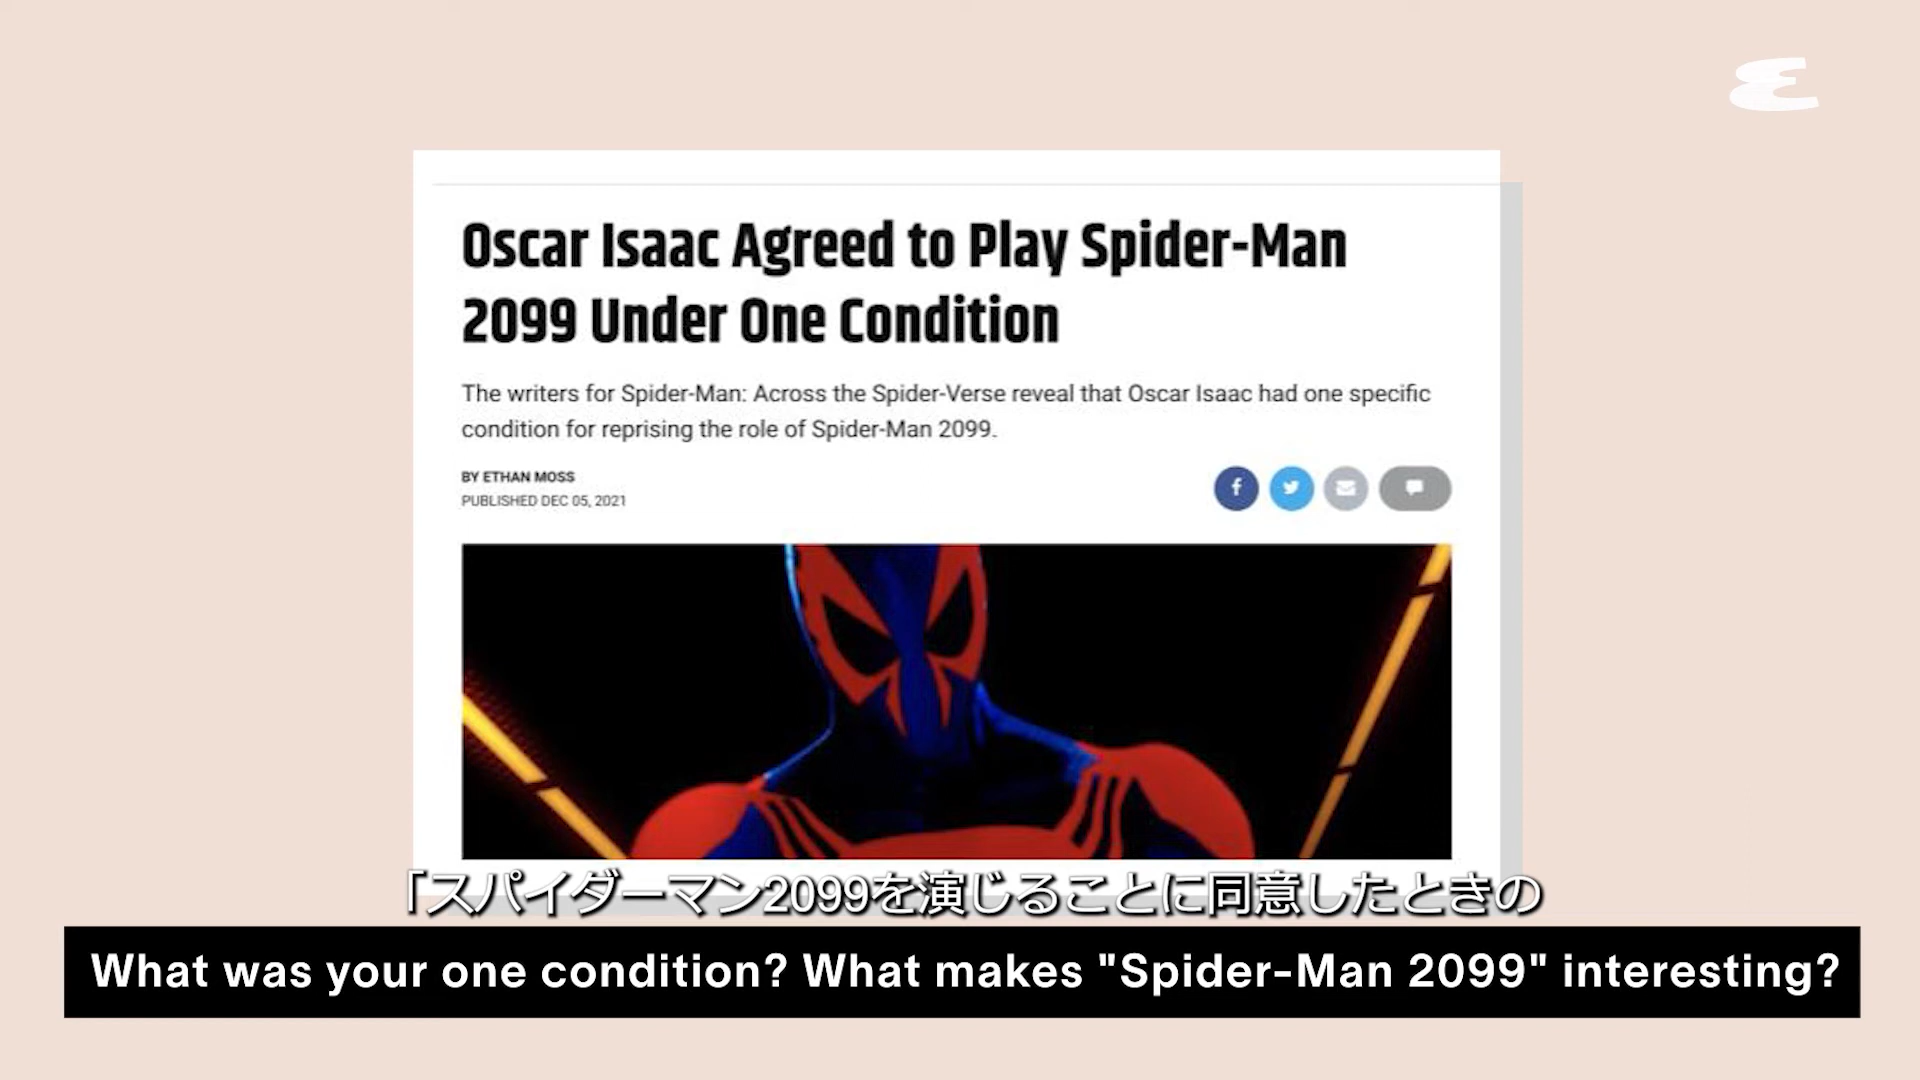 Oscar Isaac Agreed to Play Spider-Man
2099 Under One Condition
The writers for Spider-Man: Across the Spider-Verse reveal that Oscar Isaac had one specific
condition for reprising the role of Spider-Man 2099.
BY ETHAN MOSS
PUBLISHED DEC 05, 2021
「スパイダーマン2099を演じることに同意したときの
What was your one condition? What makes "Spider-Man 2099" interesting?